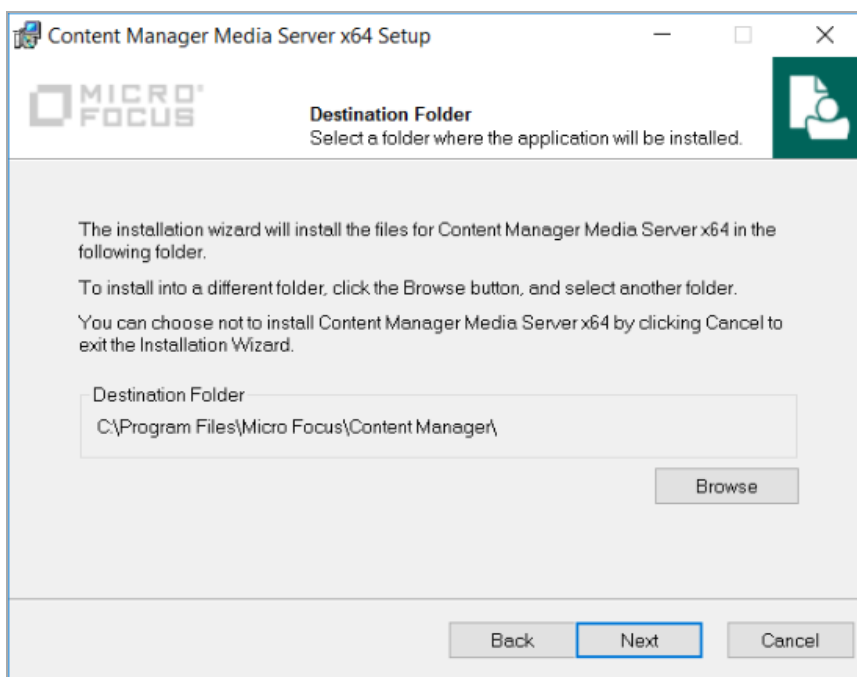 Content Manager Media Server x64 Setup
MICRO
FOCUS
Destination Folder
Select a folder where the application will be installed.
The installation wizard will install the files for Content Manager Media Server x64 in the
following folder.
To install into a different folder, click the Browse button, and select another folder.
You can choose not to install Content Manager Media Server x64 by clicking Cancel to
exit the Installation Wizard.
Destination Folder
C:\Program Files\Micro Focus\Content Manager\
Browse
Back Next Cancel